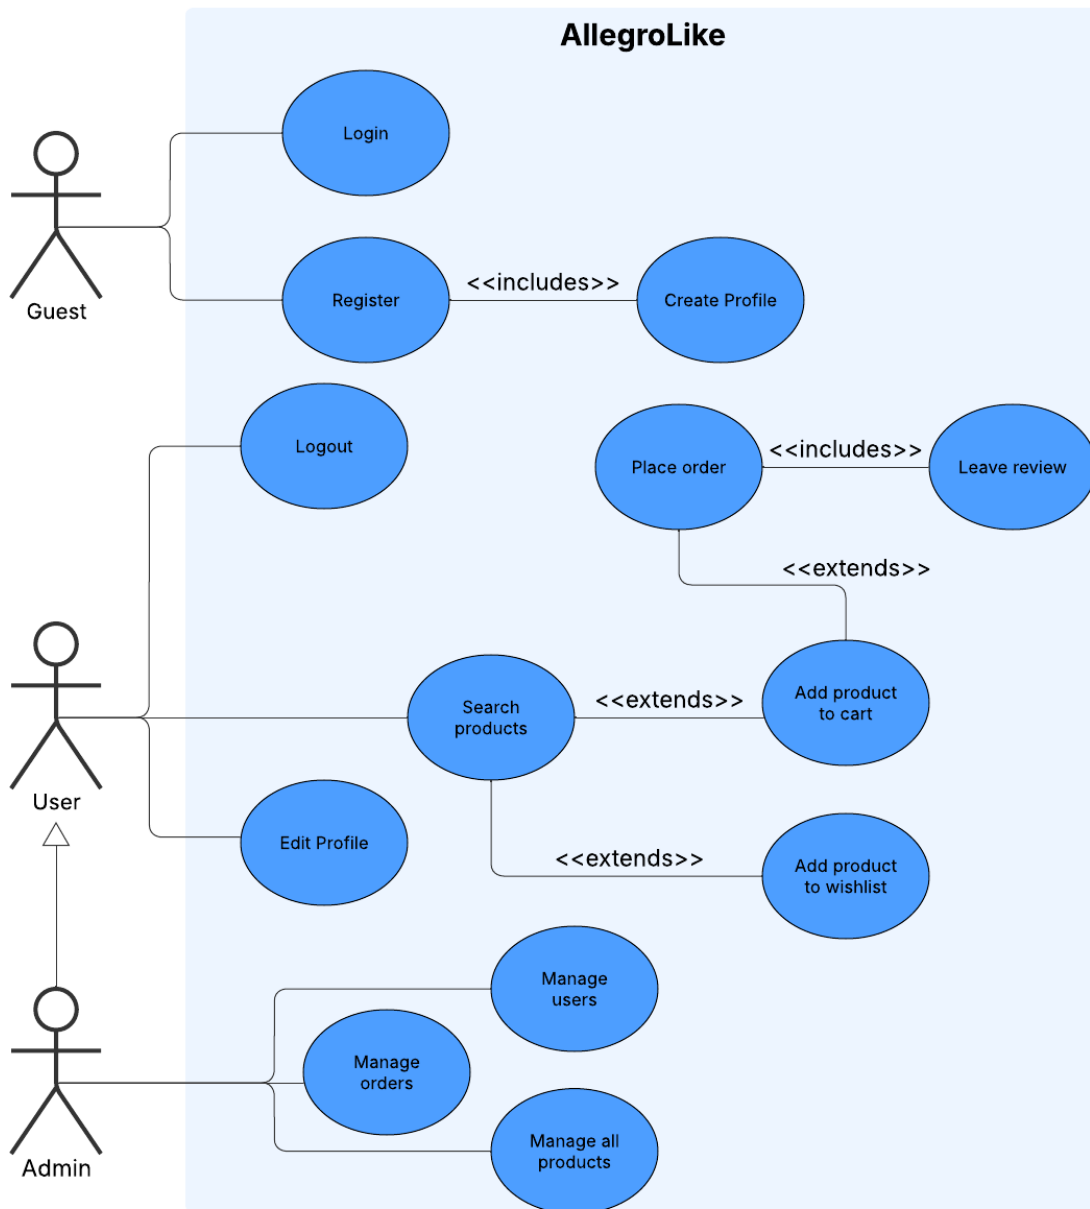 AllegroLike
Login
Guest
Register
<<includes>>
Create Profile
Logout
Place order
<<includes>>
Leave review
<<extends>>
User
Search
products
<<extends>>
Add product
to cart
Edit Profile
<<extends>>
Add product
to wishlist
Admin
Manage
users
Manage
orders
Manage all
products